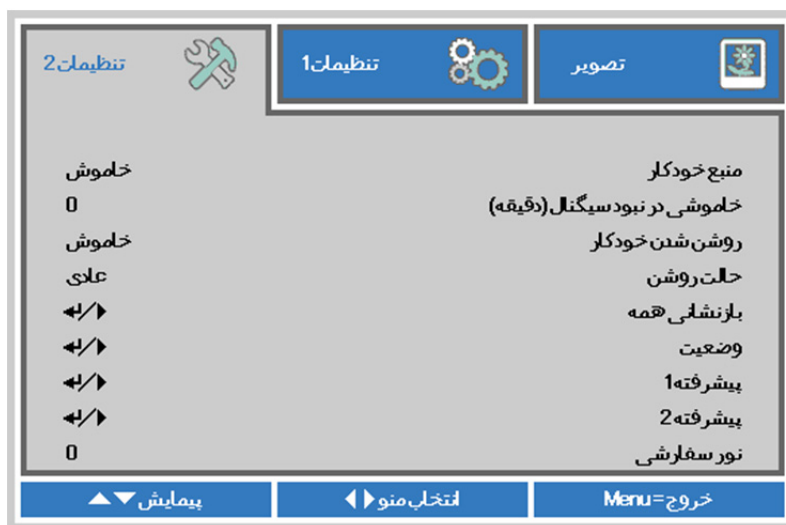 تصویر
تنظیمات1
تنظیمات2
منبع خودکار خاموش
خاموشی در نبود سیگنال (دقیقه) 0
روشن شدن خودکار خاموش
حالت روشن عادی
بازنشانی همه ↵/▶
وضعیت ↵/▶
پیشرفته1 ↵/▶
پیشرفته2 ↵/▶
نور سفارشی 0
خروج=Menu
انتخاب منو ◀▶
پیمایش ▼▲